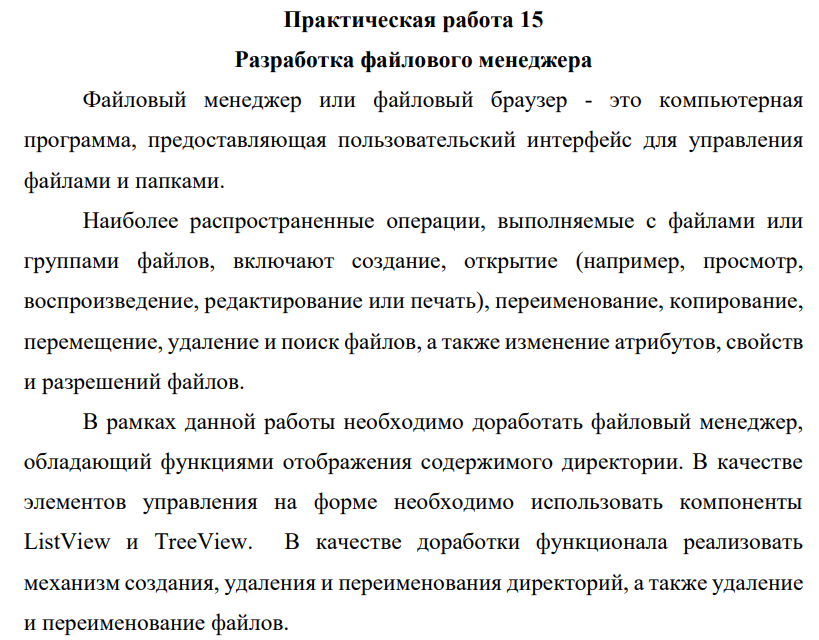 Практическая работа 15
Разработка файлового менеджера
Файловый менеджер или файловый браузер - это компьютерная
программа, предоставляющая пользовательский интерфейс для управления
файлами и папками.
Наиболее распространенные операции, выполняемые с файлами или
группами файлов, включают создание, открытие (например, просмотр,
воспроизведение, редактирование или печать), переименование, копирование,
перемещение, удаление и поиск файлов, а также изменение атрибутов, свойств
и разрешений файлов.
В рамках данной работы необходимо доработать файловый менеджер,
обладающий функциями отображения содержимого директории. В качестве
элементов управления на форме необходимо использовать компоненты
ListView и TreeView. В качестве доработки функционала реализовать
механизм создания, удаления и переименования директорий, а также удаление
и переименование файлов.